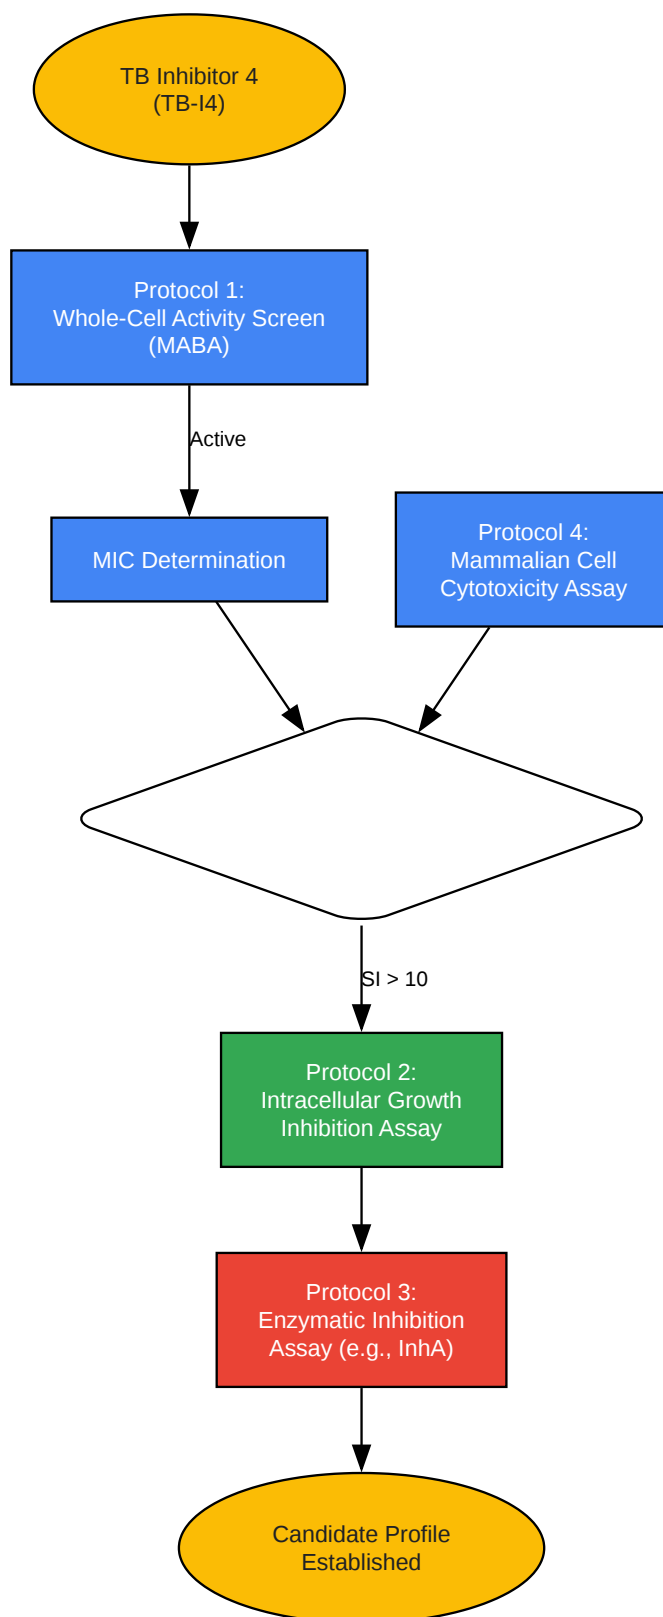 TB Inhibitor 4
(TB-I4)
Protocol 1:
Whole-Cell Activity Screen
(MABA)
Active
MIC Determination
Protocol 4:
Mammalian Cell
Cytotoxicity Assay
SI > 10
Protocol 2:
Intracellular Growth
Inhibition Assay
Protocol 3:
Enzymatic Inhibition
Assay (e.g., InhA)
Candidate Profile
Established